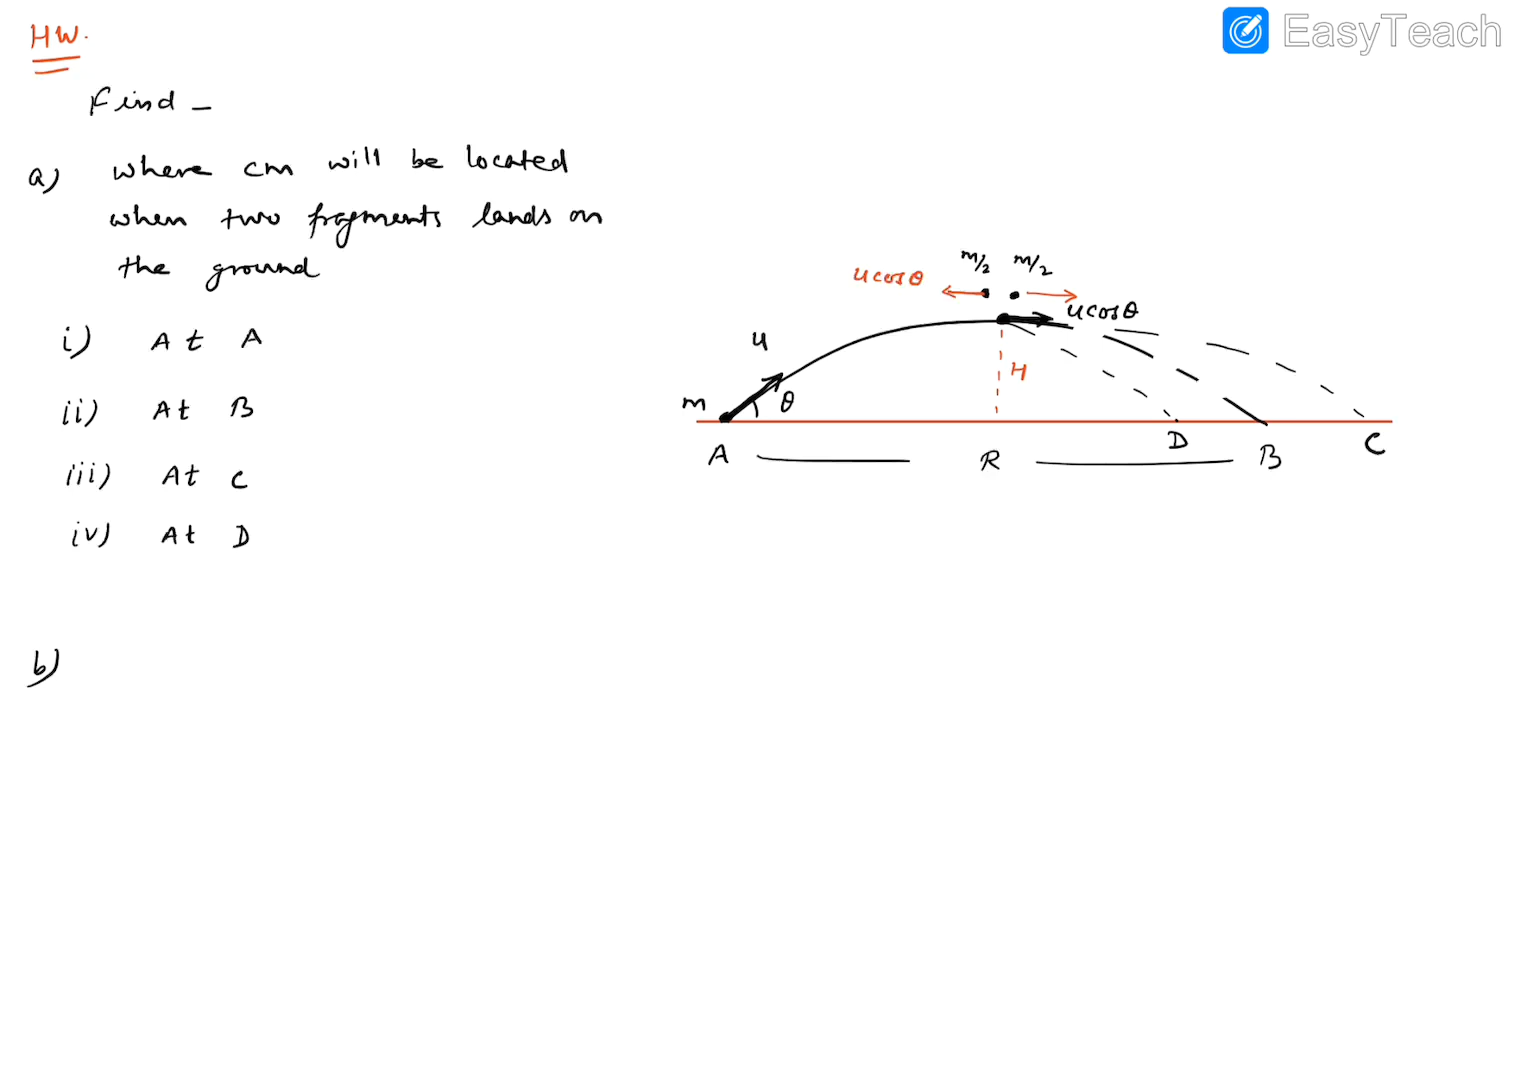 HW.
EasyTeach
Find -
a) where cm will be located
when two fragments lands on
the ground
i) At A
ii) At B
iii) At C
iv) At D
b)
m/2 m/2
ucosθ
ucosθ
u
H
m θ
A R D B C